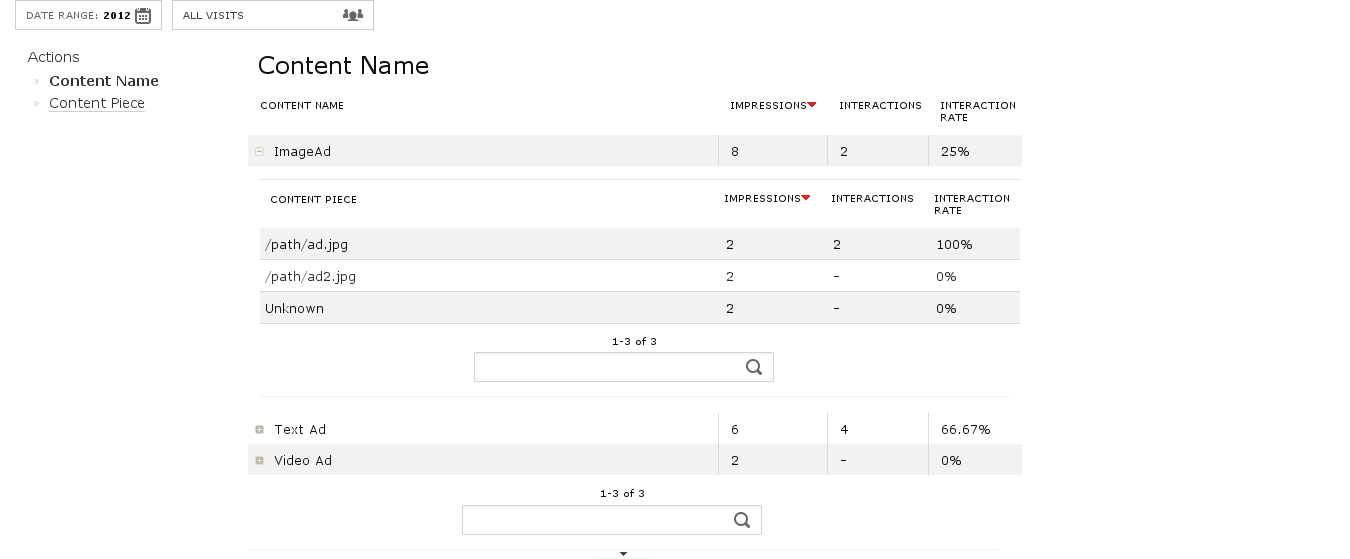 DATE RANGE: 2012 ALL VISITS
Actions
Content Name
Content Piece
Content Name
CONTENT NAME IMPRESSIONS INTERACTIONS INTERACTION RATE
ImageAd 8 2 25%
CONTENT PIECE IMPRESSIONS INTERACTIONS INTERACTION RATE
/path/ad.jpg 2 2 100%
/path/ad2.jpg 2 - 0%
Unknown 2 - 0%
1-3 of 3
Text Ad 6 4 66.67%
Video Ad 2 - 0%
1-3 of 3